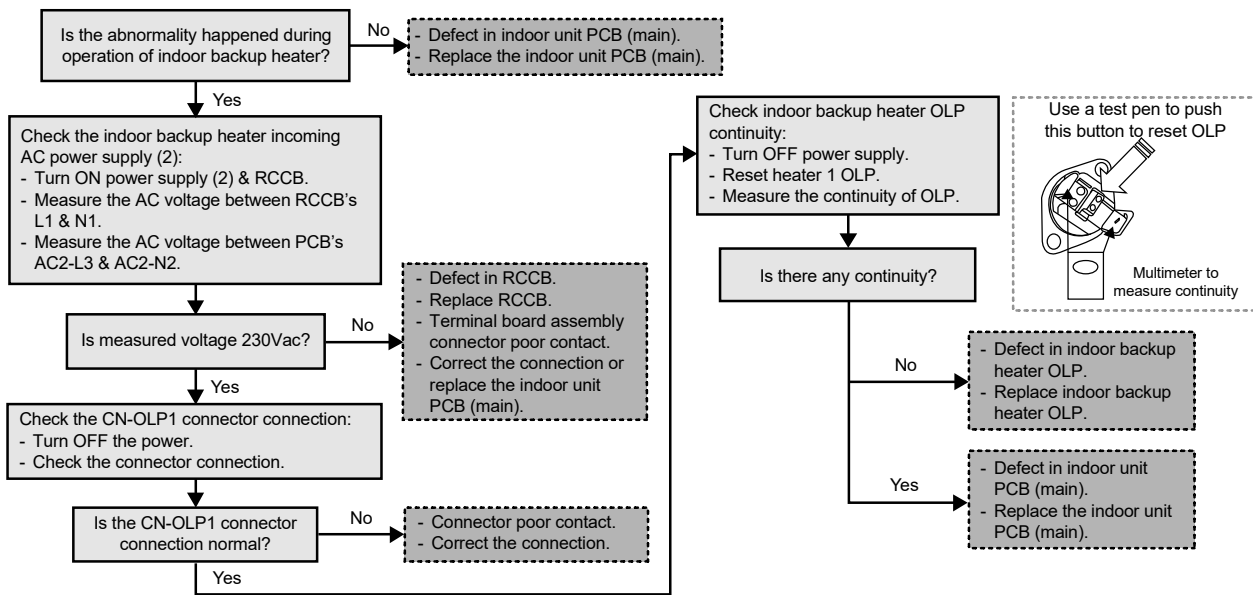 Is the abnormality happened during
operation of indoor backup heater?
No
- Defect in indoor unit PCB (main).
- Replace the indoor unit PCB (main).
Yes
Check the indoor backup heater incoming
AC power supply (2):
- Turn ON power supply (2) & RCCB.
- Measure the AC voltage between RCCB's
L1 & N1.
- Measure the AC voltage between PCB's
AC2-L3 & AC2-N2.
Is measured voltage 230Vac?
No
- Defect in RCCB.
- Replace RCCB.
- Terminal board assembly
connector poor contact.
- Correct the connection or
replace the indoor unit
PCB (main).
Yes
Check the CN-OLP1 connector connection:
- Turn OFF the power.
- Check the connector connection.
Is the CN-OLP1 connector
connection normal?
No
- Connector poor contact.
- Correct the connection.
Yes
Check indoor backup heater OLP
continuity:
- Turn OFF power supply.
- Reset heater 1 OLP.
- Measure the continuity of OLP.
Is there any continuity?
No
- Defect in indoor backup
heater OLP.
- Replace indoor backup
heater OLP.
Yes
- Defect in indoor unit
PCB (main).
- Replace the indoor unit
PCB (main).
Use a test pen to push
this button to reset OLP
Multimeter to
measure continuity